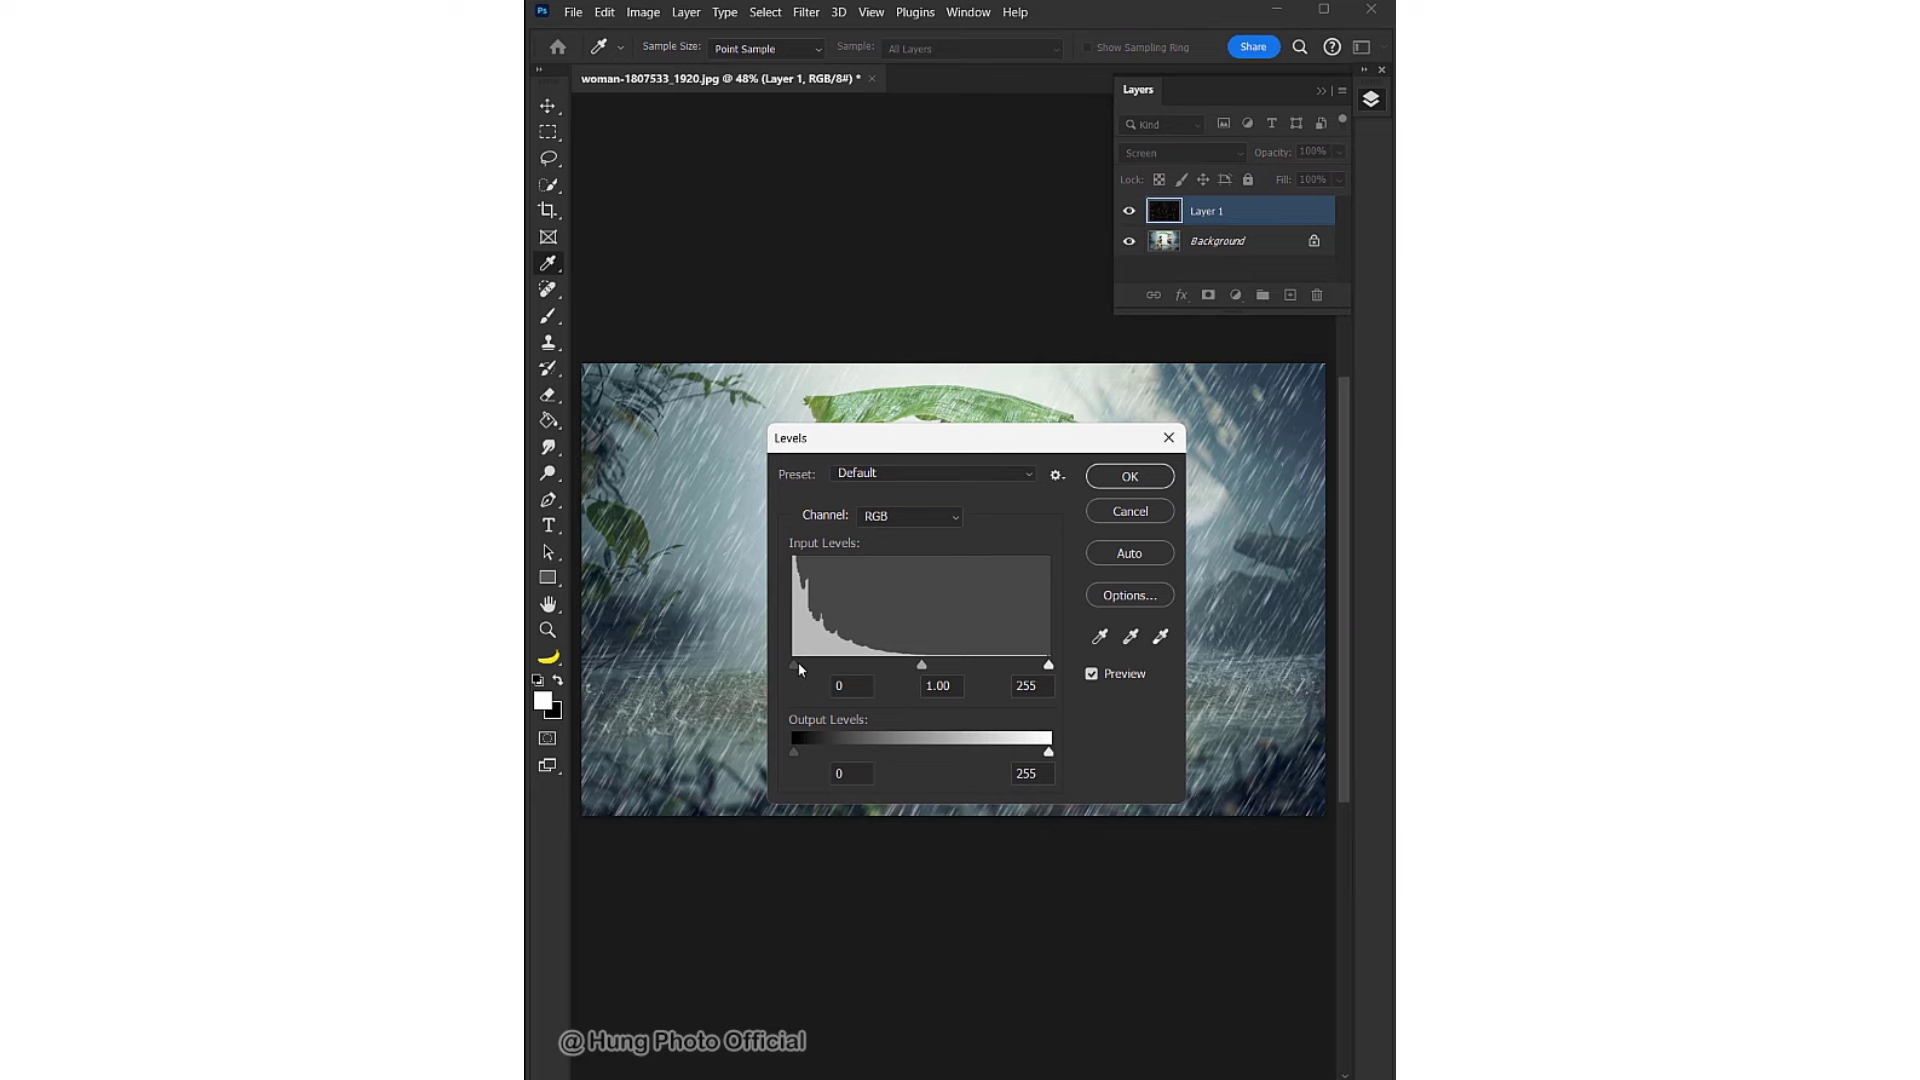 Ps File Edit Image Layer Type Select Filter 3D View Plugins Window Help
Sample Size: Point Sample Sample: All Layers Show Sampling Ring Share
woman-1807533_1920.jpg @ 48% (Layer 1, RGB/8#) *
Layers
Kind
Screen Opacity: 100%
Lock: Fill: 100%
Layer 1
Background
Levels
Preset: Default
OK
Channel: RGB
Cancel
Input Levels:
Auto
Options...
Preview
0 1.00 255
Output Levels:
0 255
@ Hung Photo Official